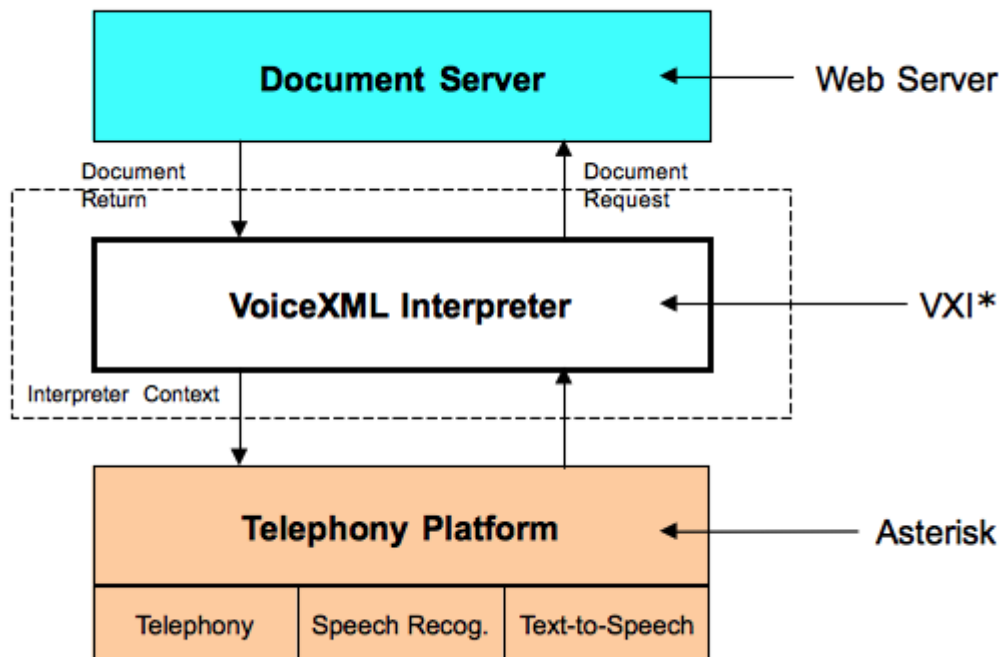 Document Server
Web Server
Document
Return
Document
Request
VoiceXML Interpreter
VXI*
Interpreter Context
Telephony Platform
Asterisk
Telephony
Speech Recog.
Text-to-Speech